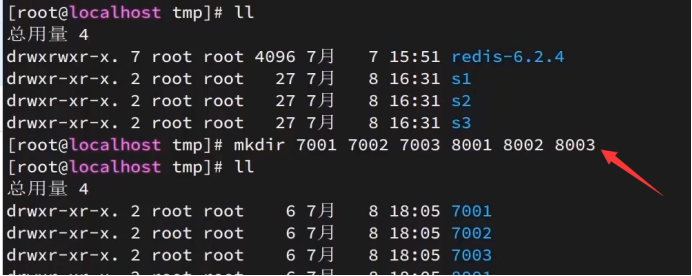 [root@localhost tmp]# ll
总用量 4
drwxrwxr-x. 7 root root 4096 7月 7 15:51 redis-6.2.4
drwxr-xr-x. 2 root root 27 7月 8 16:31 s1
drwxr-xr-x. 2 root root 27 7月 8 16:31 s2
drwxr-xr-x. 2 root root 27 7月 8 16:31 s3
[root@localhost tmp]# mkdir 7001 7002 7003 8001 8002 8003
[root@localhost tmp]# ll
总用量 4
drwxr-xr-x. 2 root root 6 7月 8 18:05 7001
drwxr-xr-x. 2 root root 6 7月 8 18:05 7002
drwxr-xr-x. 2 root root 6 7月 8 18:05 7003